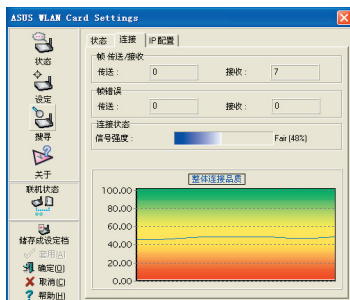 ASUS WLAN Card Settings
状态 连接 IP配置
状态
设定
搜寻
关于
联机状态
储存成设定档
套用[A]
确定[O]
取消[C]
帮助[H]
帧 传送/接收
传送： 0 接收： 7
帧错误
传送： 0 接收： 0
连接状态
信号强度： Fair (48%)
整体连接品质
100.00
80.00
60.00
40.00
20.00
0.00